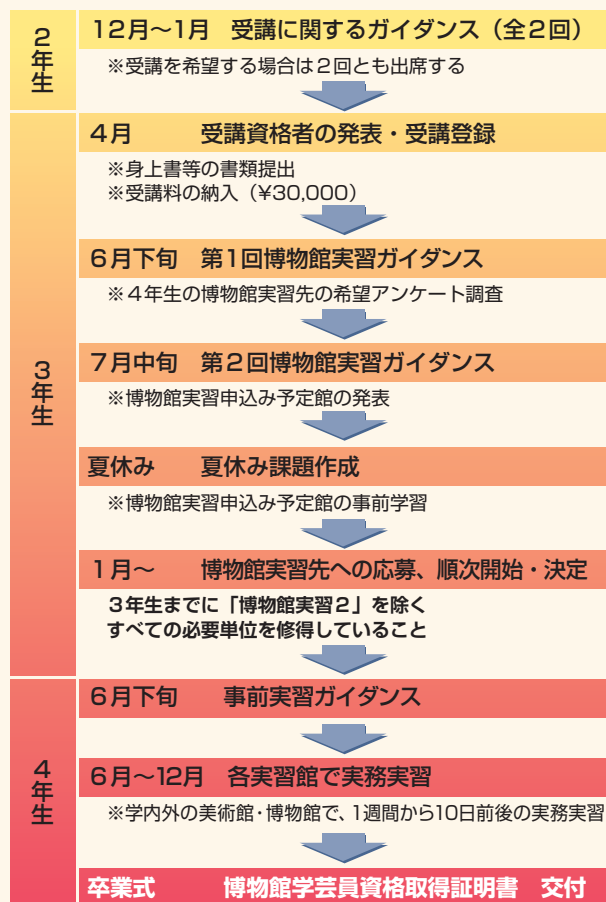 2年生
12月〜1月　受講に関するガイダンス（全2回）
※受講を希望する場合は2回とも出席する
3年生
4月　受講資格者の発表・受講登録
※身上書等の書類提出
※受講料の納入（¥30,000）
6月下旬　第1回博物館実習ガイダンス
※4年生の博物館実習先の希望アンケート調査
7月中旬　第2回博物館実習ガイダンス
※博物館実習申込み予定館の発表
夏休み　夏休み課題作成
※博物館実習申込み予定館の事前学習
1月〜　博物館実習先への応募、順次開始・決定
3年生までに「博物館実習2」を除く
すべての必要単位を修得していること
4年生
6月下旬　事前実習ガイダンス
6月〜12月　各実習館で実務実習
※学内外の美術館・博物館で、1週間から10日前後の実務実習
卒業式　博物館学芸員資格取得証明書　交付